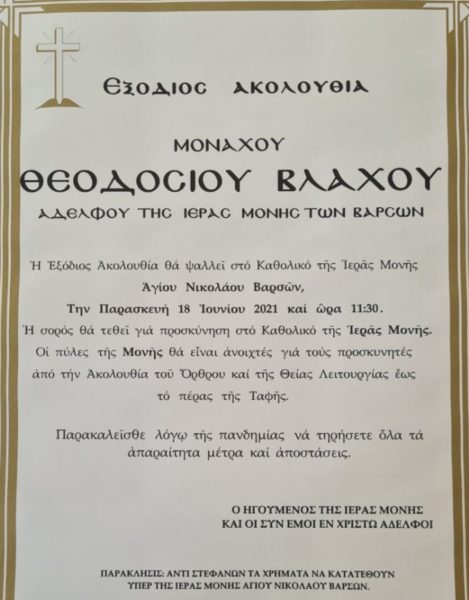 Εξοδιος ακολουθια
ΜΟΝΑΧΟΥ
ΘΕΟΔΟΣΙΟΥ ΒΛΑΧΟΥ
ΑΔΕΛΦΟΥ ΤΗΣ ΙΕΡΑΣ ΜΟΝΗΣ ΤΩΝ ΒΑΡΣΩΝ
Ἡ Ἐξόδιος Ἀκολουθία θά ψαλλεῖ στό Καθολικό τῆς Ἱερᾶς Μονῆς
Ἁγίου Νικολάου Βαρσών,
Την Παρασκευή 18 Ἰουνίου 2021 καί ὥρα 11:30.
Ἡ σορός θά τεθεῖ γιά προσκύνηση στό Καθολικό τῆς Ἱερᾶς Μονῆς.
Οἱ πύλες τῆς Μονῆς θά εἶναι ἀνοιχτές γιά τούς προσκυνητές
ἀπό τήν Ἀκολουθία τοῦ Ὄρθρου καί τῆς Θείας Λειτουργίας ἕως
τό πέρας τῆς Ταφῆς.
Παρακαλεῖσθε λόγῳ τῆς πανδημίας νά τηρήσετε ὅλα τά
ἀπαραίτητα μέτρα καί ἀποστάσεις.
Ο ΗΓΟΥΜΕΝΟΣ ΤΗΣ ΙΕΡΑΣ ΜΟΝΗΣ
ΚΑΙ ΟΙ ΣΥΝ ΕΜΟΙ ΕΝ ΧΡΙΣΤΩ ΑΔΕΛΦΟΙ
ΠΑΡΑΚΛΗΣΙΣ: ΑΝΤΙ ΣΤΕΦΑΝΩΝ ΤΑ ΧΡΗΜΑΤΑ ΝΑ ΚΑΤΑΤΕΘΟΥΝ
ΥΠΕΡ ΤΗΣ ΙΕΡΑΣ ΜΟΝΗΣ ΑΓΙΟΥ ΝΙΚΟΛΑΟΥ ΒΑΡΣΩΝ.